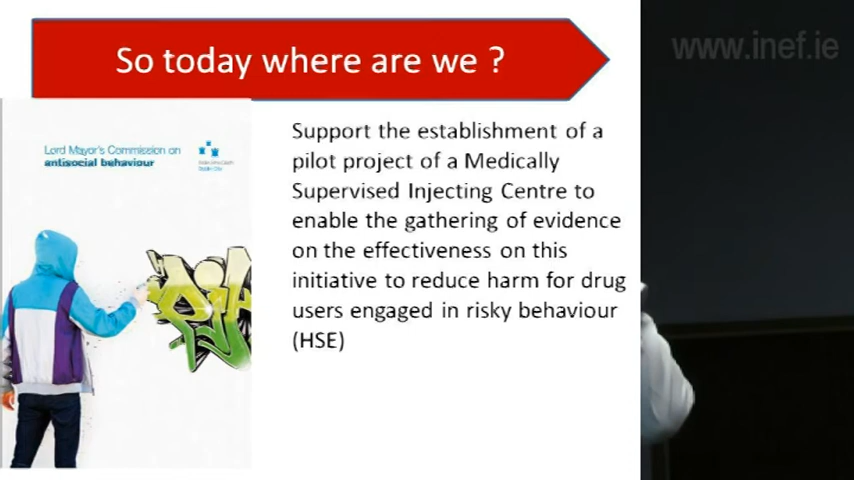 So today where are we ?
www.inef.ie
Lord Mayor's Commission on
antisocial behaviour
Support the establishment of a
pilot project of a Medically
Supervised Injecting Centre to
enable the gathering of evidence
on the effectiveness on this
initiative to reduce harm for drug
users engaged in risky behaviour
(HSE)